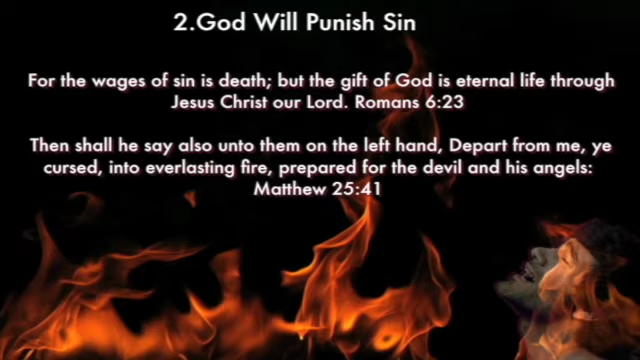 2.God Will Punish Sin
For the wages of sin is death; but the gift of God is eternal life through
Jesus Christ our Lord. Romans 6:23
Then shall he say also unto them on the left hand, Depart from me, ye
cursed, into everlasting fire, prepared for the devil and his angels:
Matthew 25:41